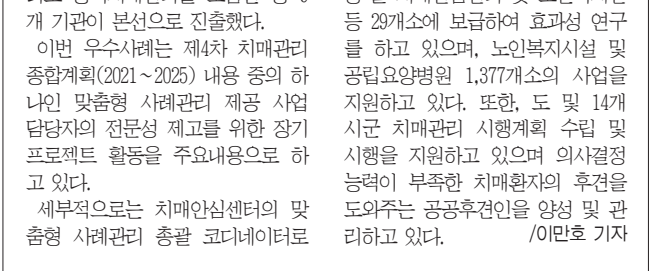 개 기관이 본선으로 진출했다.
이번 우수사례는 제4차 치매관리
종합계획(2021~2025) 내용 중의 하
나인 맞춤형 사례관리 제공 사업
담당자의 전문성 제고를 위한 장기
프로젝트 활동을 주요내용으로 하
고 있다.
세부적으로는 치매안심센터의 맞
춤형 사례관리 총괄 코디네이터로
등 29개소에 보급하여 효과성 연구
를 하고 있으며, 노인복지시설 및
공립요양병원 1,377개소의 사업을
지원하고 있다. 또한, 도 및 14개
시군 치매관리 시행계획 수립 및
시행을 지원하고 있으며 의사결정
능력이 부족한 치매환자의 후견을
도와주는 공공후견인을 양성 및 관
리하고 있다. /이만호 기자